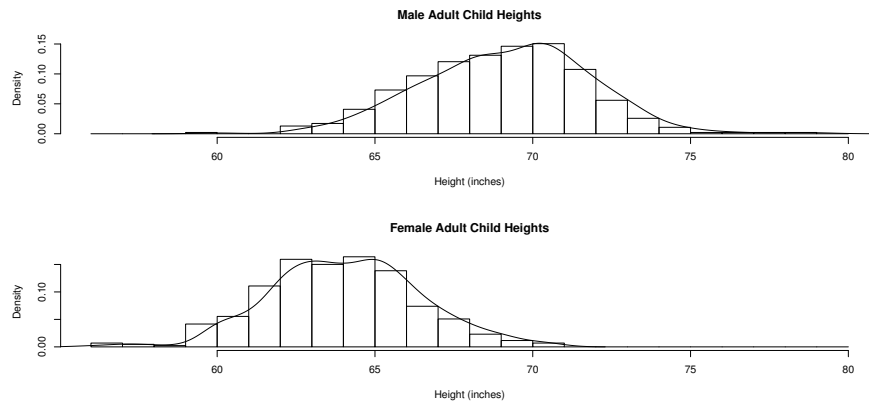 Male Adult Child Heights
Density
0.00 0.05 0.10 0.15
60 65 70 75 80
Height (inches)
Female Adult Child Heights
Density
0.00 0.10
60 65 70 75 80
Height (inches)